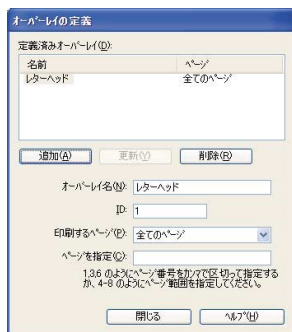 オーバーレイの定義
定義済みオーバーレイ(D):
名前 ページ
レターヘッド 全てのページ
追加(A) 更新(V) 削除(R)
オーバーレイ名(N): レターヘッド
ID: 1
印刷するページ(P): 全てのページ
ページを指定(C):
1,3,6 のようにページ番号をカンマで区切って指定する
か、4-8 のようにページ範囲を指定してください。
閉じる ヘルプ(H)